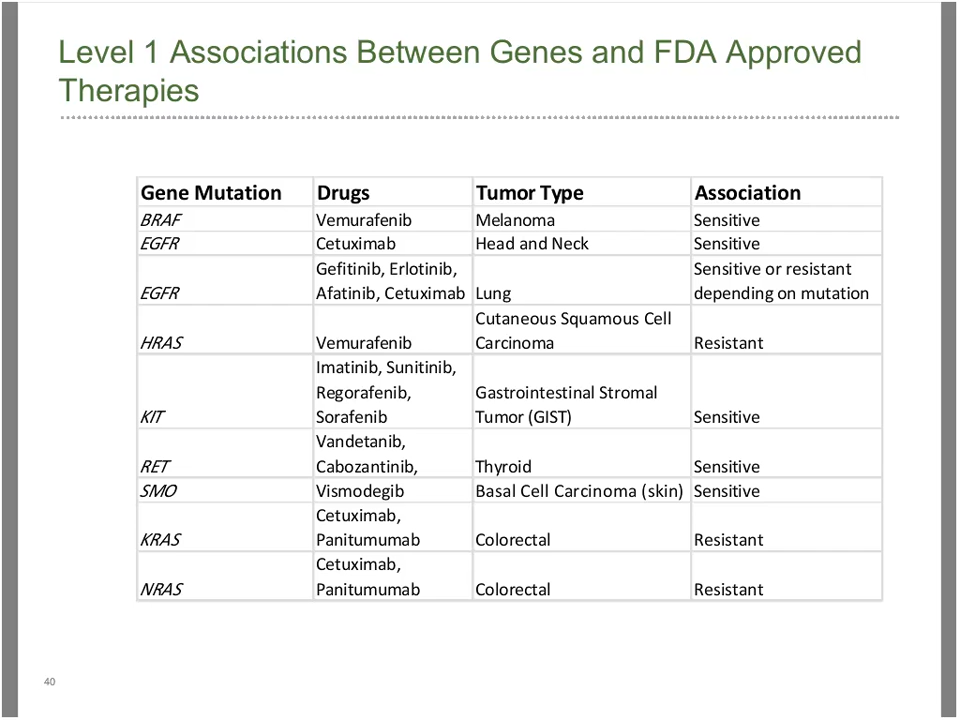 Level 1 Associations Between Genes and FDA Approved
Therapies
Gene Mutation Drugs Tumor Type Association
BRAF Vemurafenib Melanoma Sensitive
EGFR Cetuximab Head and Neck Sensitive
Gefitinib, Erlotinib, Sensitive or resistant
EGFR Afatinib, Cetuximab Lung depending on mutation
Cutaneous Squamous Cell
HRAS Vemurafenib Carcinoma Resistant
Imatinib, Sunitinib,
Regorafenib, Gastrointestinal Stromal
KIT Sorafenib Tumor (GIST) Sensitive
Vandetanib,
RET Cabozantinib, Thyroid Sensitive
SMO Vismodegib Basal Cell Carcinoma (skin) Sensitive
Cetuximab,
KRAS Panitumumab Colorectal Resistant
Cetuximab,
NRAS Panitumumab Colorectal Resistant
40